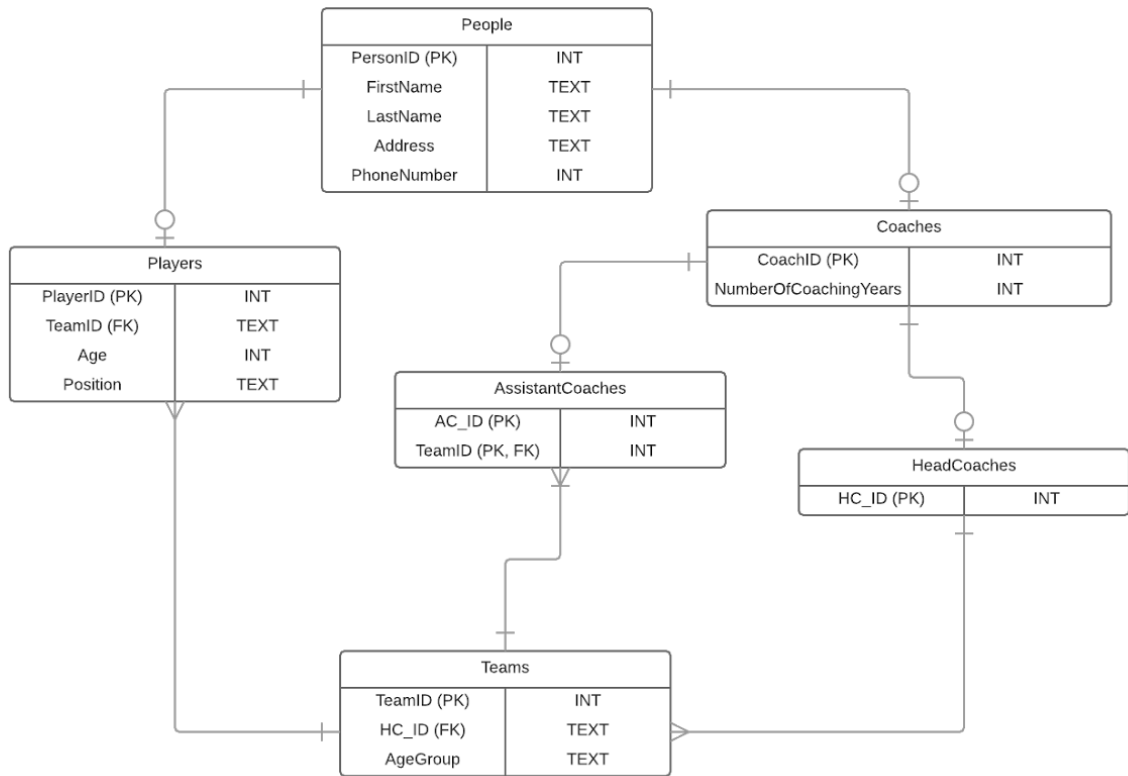 People
PersonID (PK) INT
FirstName TEXT
LastName TEXT
Address TEXT
PhoneNumber INT
Coaches
CoachID (PK) INT
NumberOfCoachingYears INT
Players
PlayerID (PK) INT
TeamID (FK) TEXT
Age INT
Position TEXT
AssistantCoaches
AC_ID (PK) INT
TeamID (PK, FK) INT
HeadCoaches
HC_ID (PK) INT
Teams
TeamID (PK) INT
HC_ID (FK) TEXT
AgeGroup TEXT